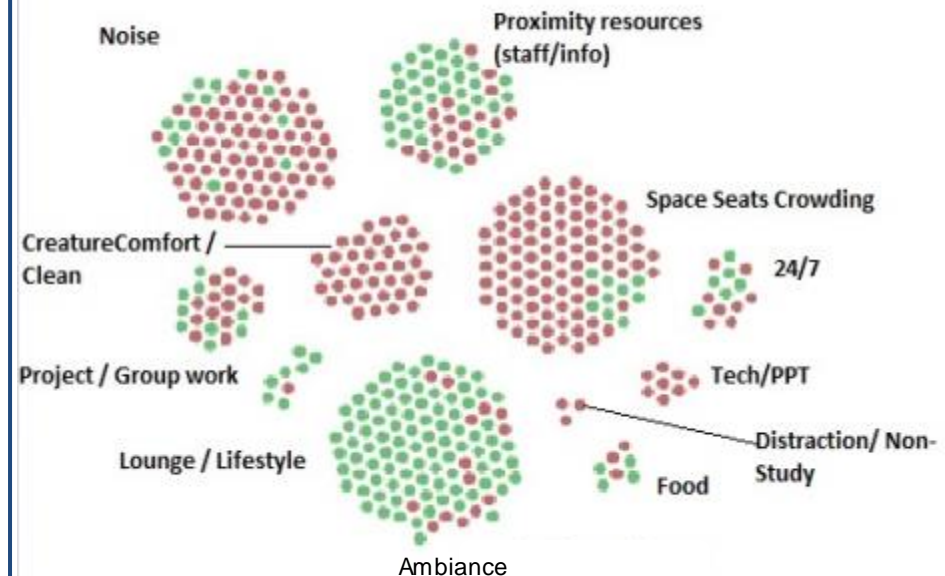 Noise
Proximity resources
(staff/info)
Space Seats Crowding
CreatureComfort /
Clean
24/7
Project / Group work
Tech/PPT
Lounge / Lifestyle
Distraction/ Non-
Study
Food
Ambiance